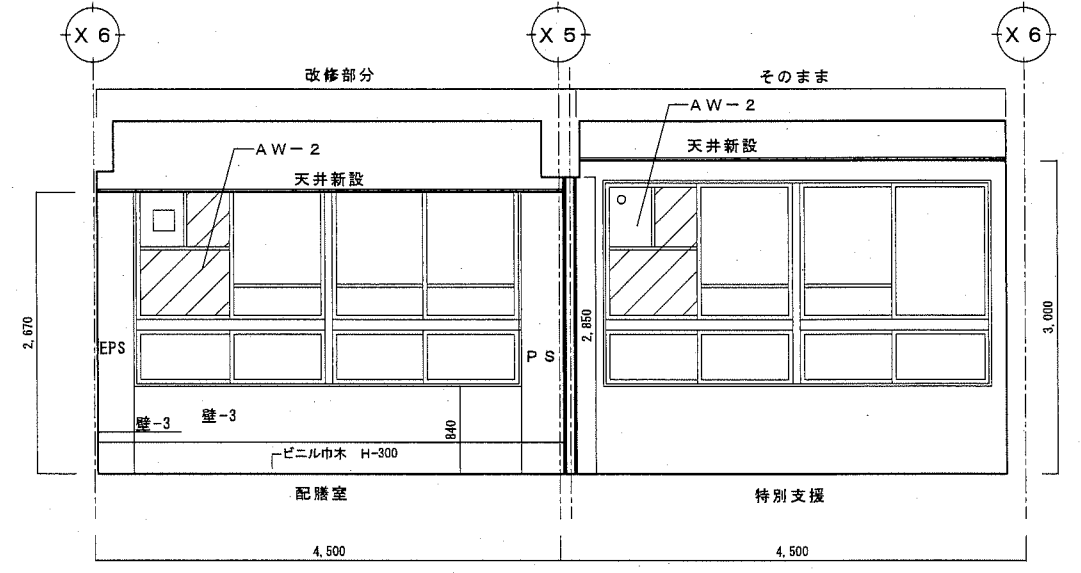 X 6
X 5
X 6
改修部分
そのまま
AW-2
AW-2
天井新設
天井新設
2,670
EPS
PS
2,850
3,000
壁-3
壁-3
840
ビニル巾木 H-300
配膳室
特別支援
4,500
4,500